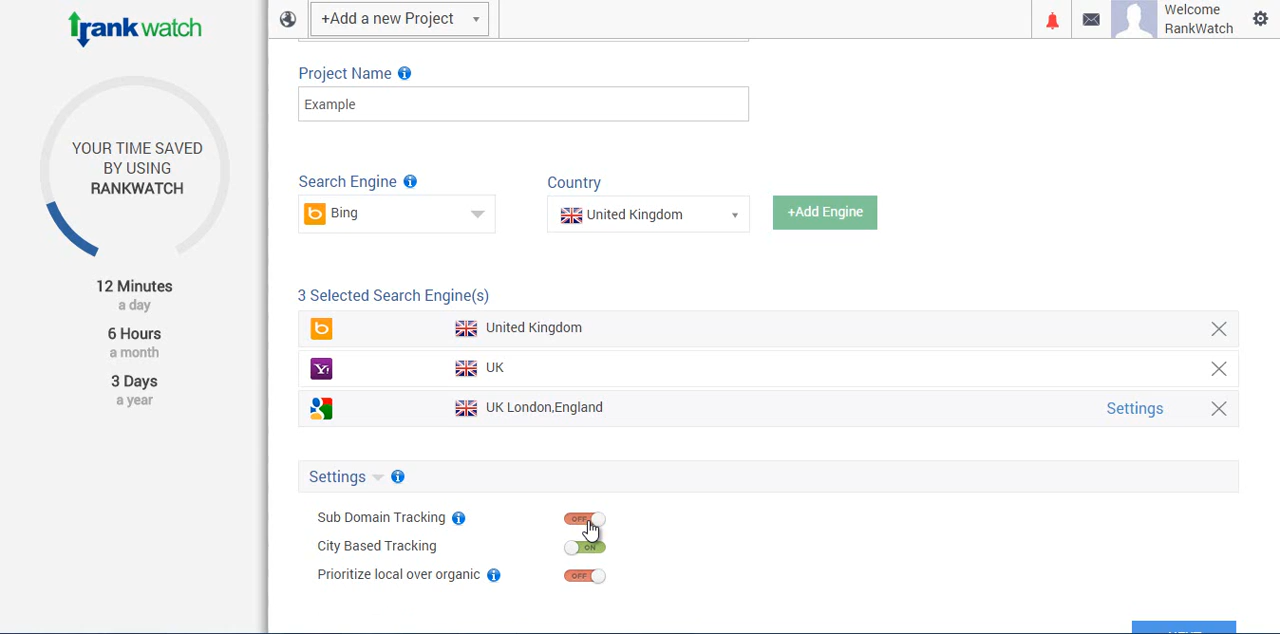 rankwatch
+Add a new Project
Welcome
RankWatch
YOUR TIME SAVED
BY USING
RANKWATCH
12 Minutes
a day
6 Hours
a month
3 Days
a year
Project Name
Example
Search Engine
Country
Bing
United Kingdom
+Add Engine
3 Selected Search Engine(s)
United Kingdom
UK
UK London,England
Settings
Settings
Sub Domain Tracking
OFF
City Based Tracking
ON
Prioritize local over organic
OFF